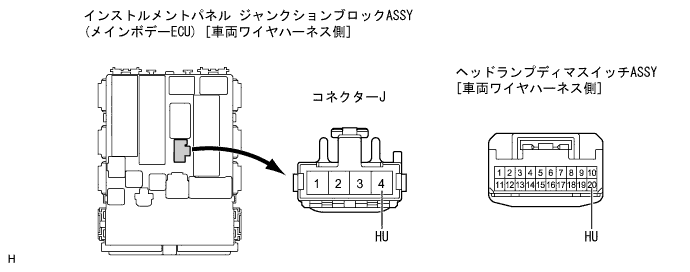 インストルメントパネル ジャンクションブロックASSY
(メインボデーECU) [車両ワイヤハーネス側]
ヘッドランプディマスイッチASSY
[車両ワイヤハーネス側]
コネクターJ
1 2 3 4
HU
1 2 3 4 5 6 7 8 9 10
11 12 13 14 15 16 17 18 19 20
HU
H